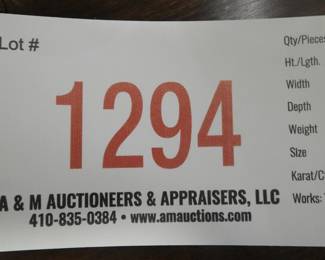 Lot #
1294
A & M AUCTIONEERS & APPRAISERS, LLC
410-835-0384 • www.amauctions.com
Qty/Pieces
Ht./Lgth.
Width
Depth
Weight
Size
Karat/C
Works: